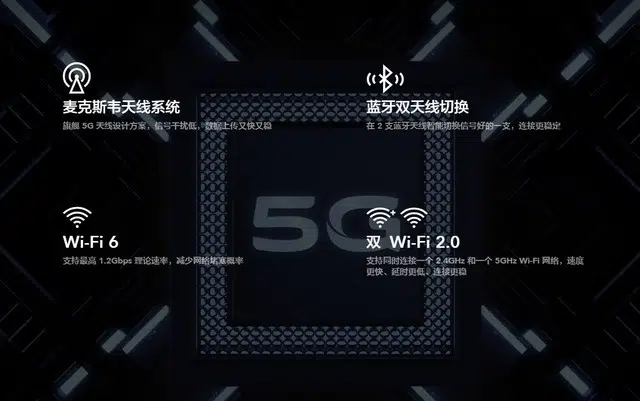 麦克斯韦天线系统
旗舰 5G 天线设计方案，信号干扰低，数据上传又快又稳
蓝牙双天线切换
在 2 支蓝牙天线智能切换信号好的一支，连接更稳定
5G
Wi-Fi 6
支持最高 1.2Gbps 理论速率，减少网络堵塞概率
双 Wi-Fi 2.0
支持同时连接一个 2.4GHz 和一个 5GHz Wi-Fi 网络，速度
更快、延时更低、连接更稳